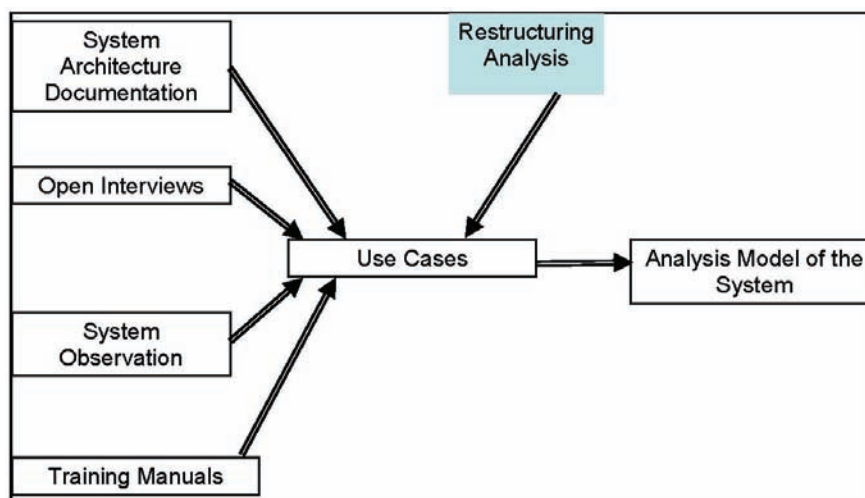 System
Architecture
Documentation
Restructuring
Analysis
Open Interviews
Use Cases
Analysis Model of the
System
System
Observation
Training Manuals